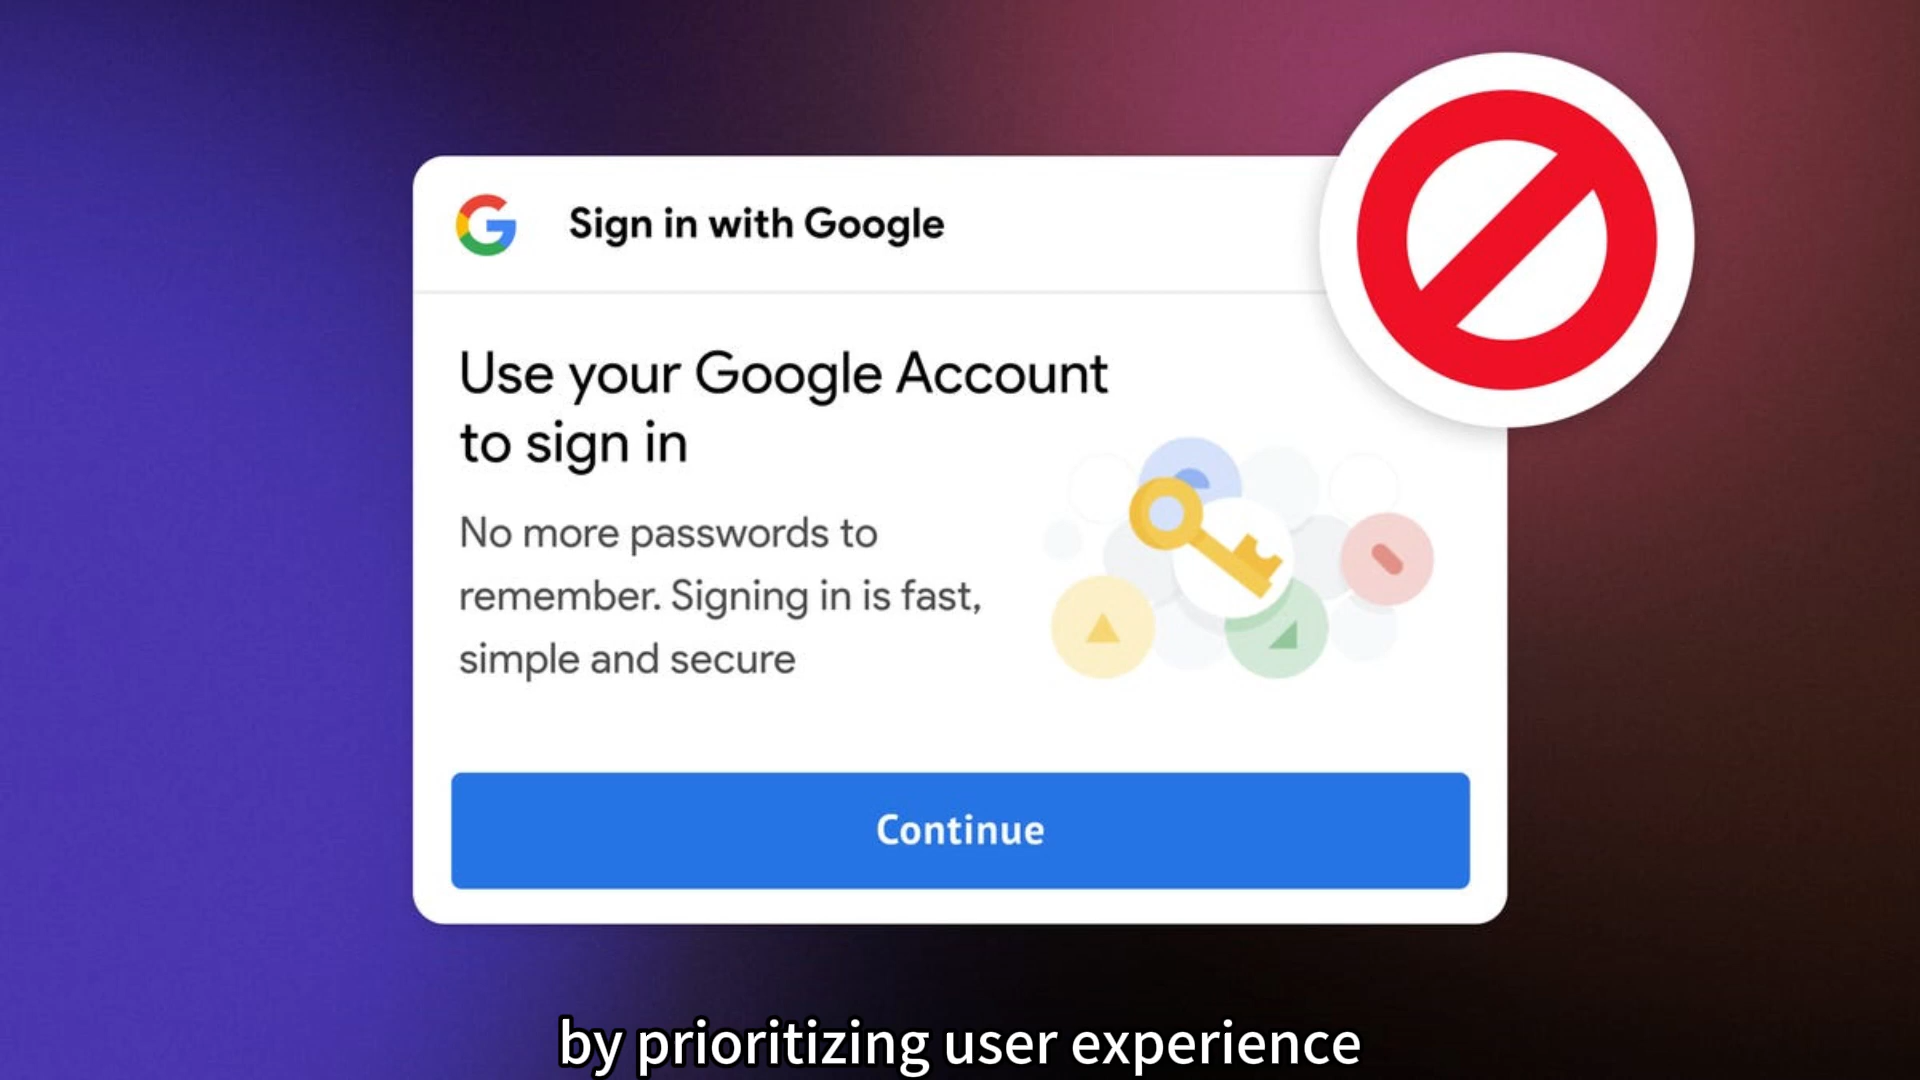 Sign in with Google
Use your Google Account
to sign in
No more passwords to
remember. Signing in is fast,
simple and secure
Continue
by prioritizing user experience